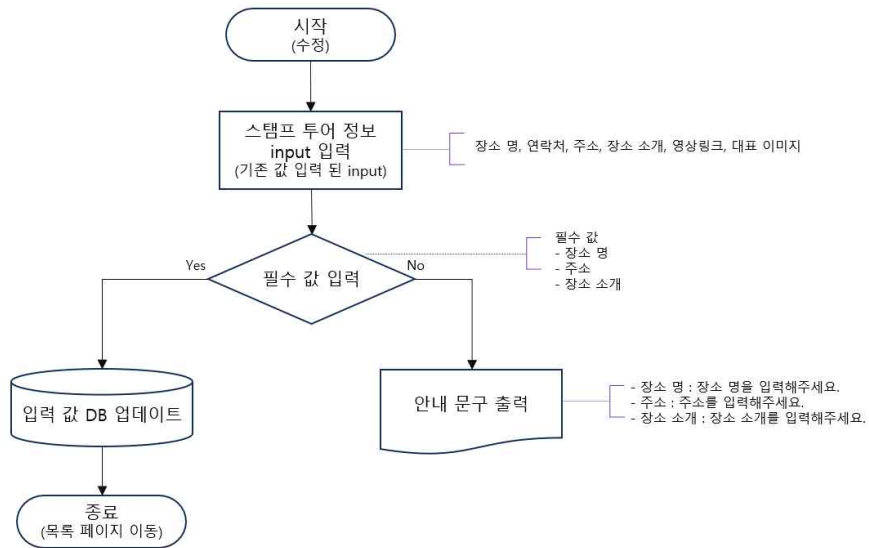 시작
(수정)
스탬프 투어 정보
input 입력
(기존 값 입력 된 input)
장소 명, 연락처, 주소, 장소 소개, 영상링크, 대표 이미지
필수 값
- 장소 명
- 주소
- 장소 소개
Yes
필수 값 입력
No
입력 값 DB 업데이트
안내 문구 출력
- 장소 명 : 장소 명을 입력해주세요.
- 주소 : 주소를 입력해주세요.
- 장소 소개 : 장소 소개를 입력해주세요.
종료
(목록 페이지 이동)